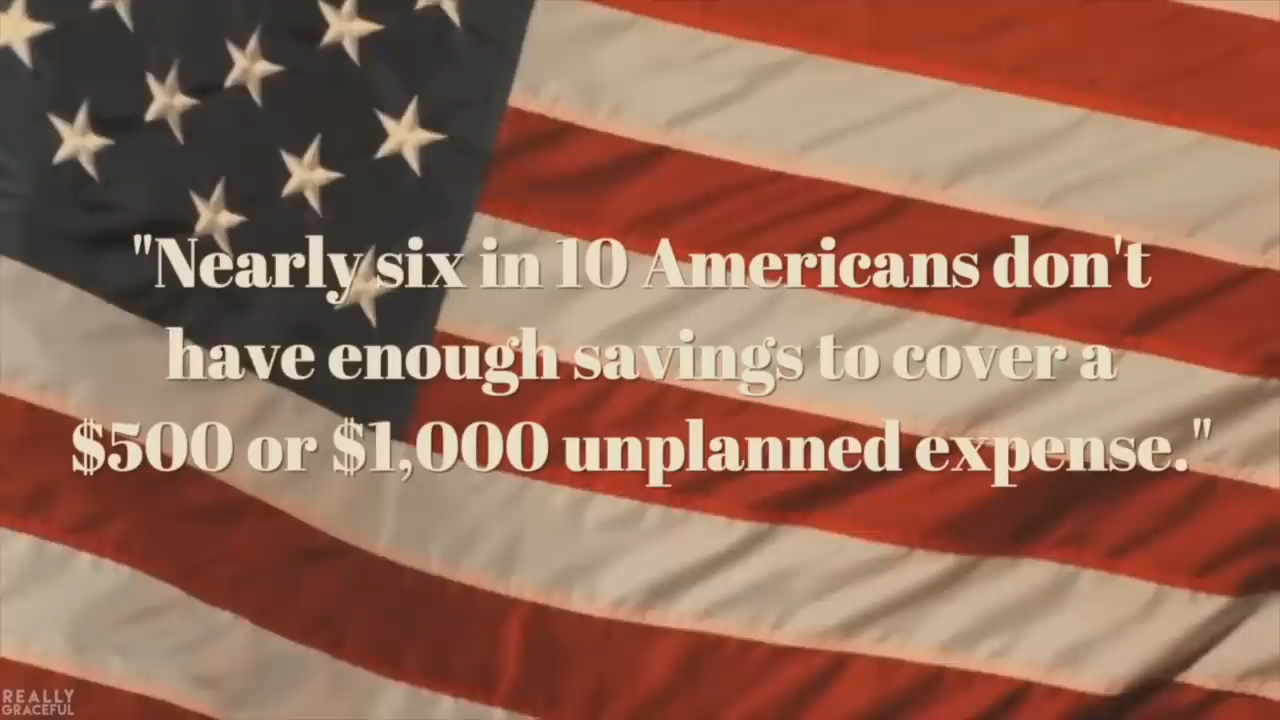 "Nearly six in 10 Americans don't
have enough savings to cover a
$500 or $1,000 unplanned expense."
REALLY
GRACEFUL